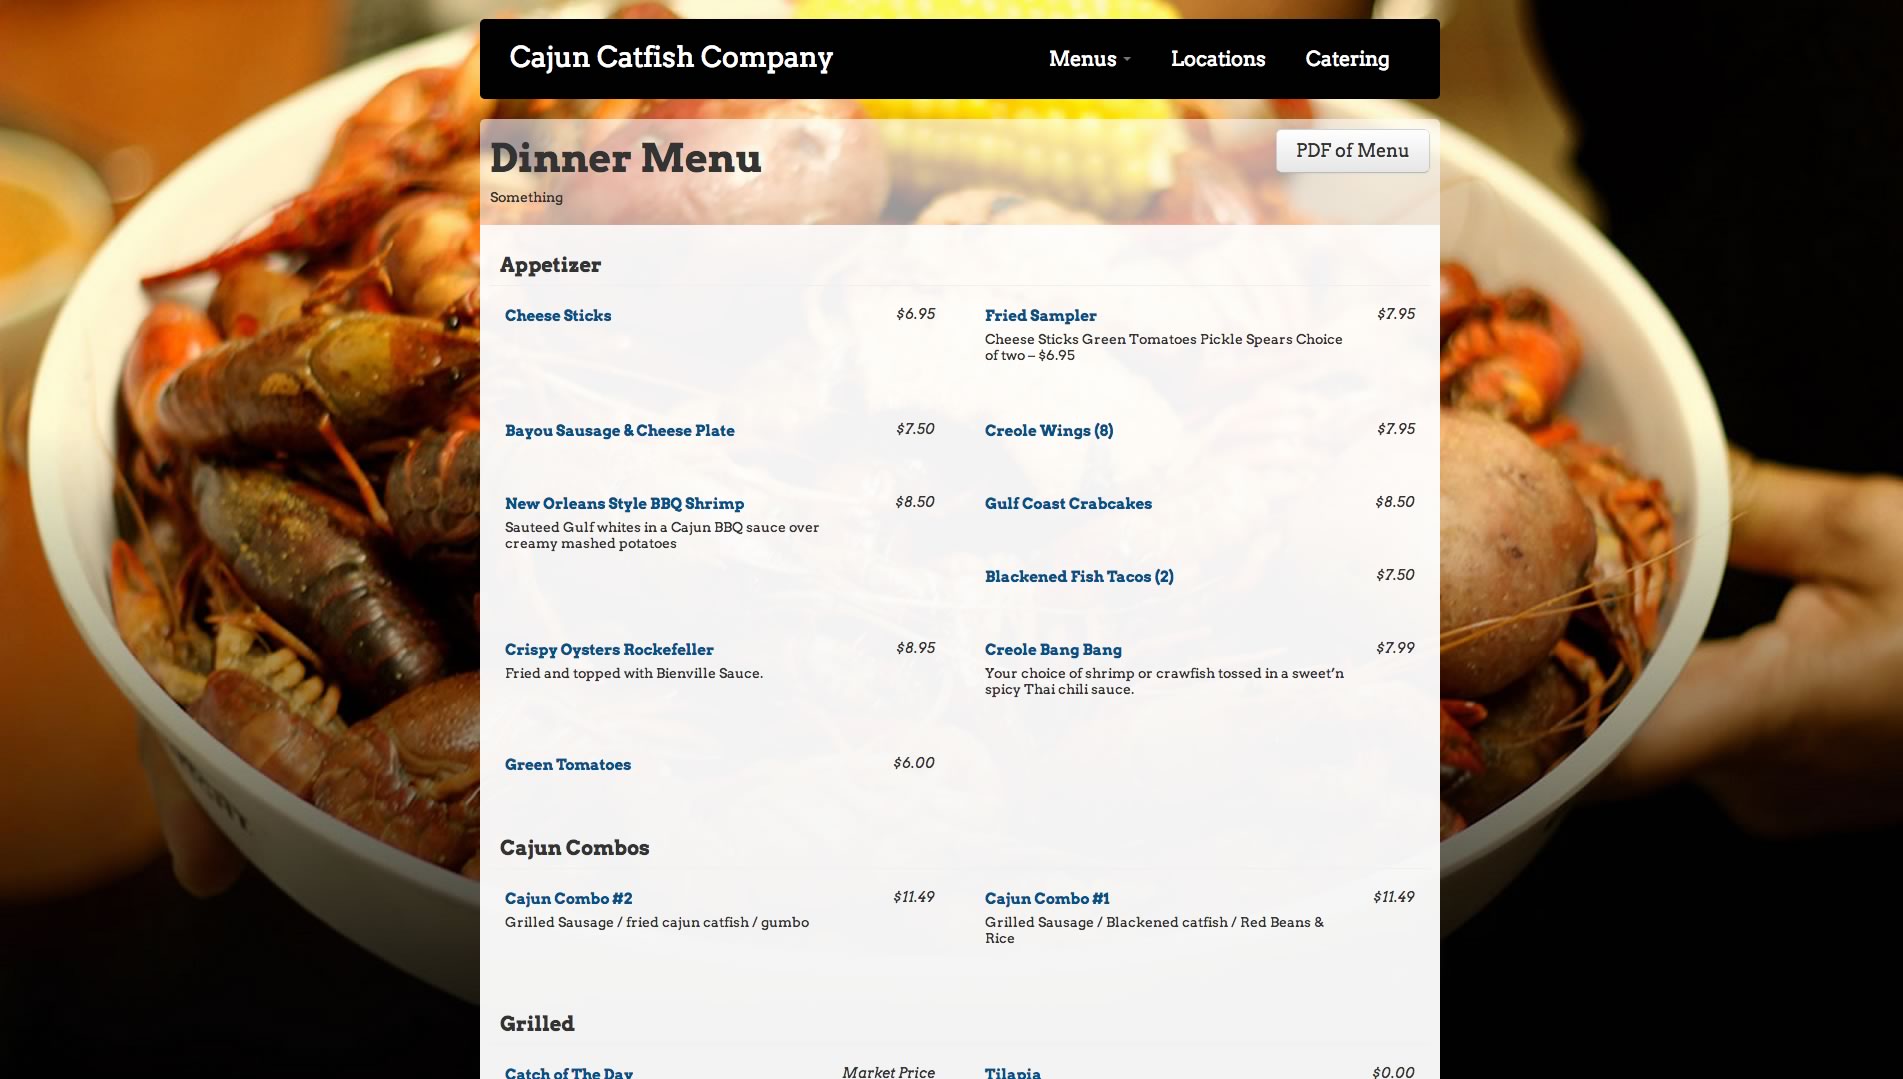 Cajun Catfish Company
Menus
Locations
Catering
Dinner Menu
PDF of Menu
Something
Appetizer
Cheese Sticks
$6.95
Fried Sampler
$7.95
Cheese Sticks Green Tomatoes Pickle Spears Choice
of two – $6.95
Bayou Sausage & Cheese Plate
$7.50
Creole Wings (8)
$7.95
New Orleans Style BBQ Shrimp
$8.50
Sauteed Gulf whites in a Cajun BBQ sauce over
creamy mashed potatoes
Gulf Coast Crabcakes
$8.50
Blackened Fish Tacos (2)
$7.50
Crispy Oysters Rockefeller
$8.95
Fried and topped with Bienville Sauce.
Creole Bang Bang
$7.99
Your choice of shrimp or crawfish tossed in a sweet’n
spicy Thai chili sauce.
Green Tomatoes
$6.00
Cajun Combos
Cajun Combo #2
$11.49
Grilled Sausage / fried cajun catfish / gumbo
Cajun Combo #1
$11.49
Grilled Sausage / Blackened catfish / Red Beans &
Rice
Grilled
Catch of The Day
Market Price
Tilapia
$0.00